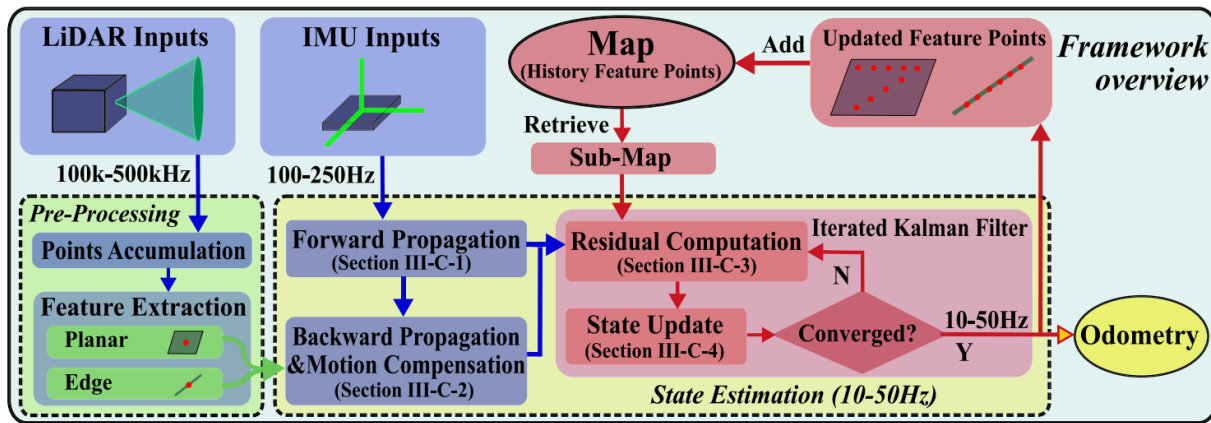 LiDAR Inputs
100k-500kHz
IMU Inputs
100-250Hz
Map
(History Feature Points)
Add
Updated Feature Points
Framework
overview
Retrieve
Sub-Map
Pre-Processing
Points Accumulation
Feature Extraction
Planar
Edge
Forward Propagation
(Section III-C-1)
Backward Propagation
&Motion Compensation
(Section III-C-2)
Iterated Kalman Filter
Residual Computation
(Section III-C-3)
N
State Update
(Section III-C-4)
Converged?
10-50Hz
Y
Odometry
State Estimation (10-50Hz)